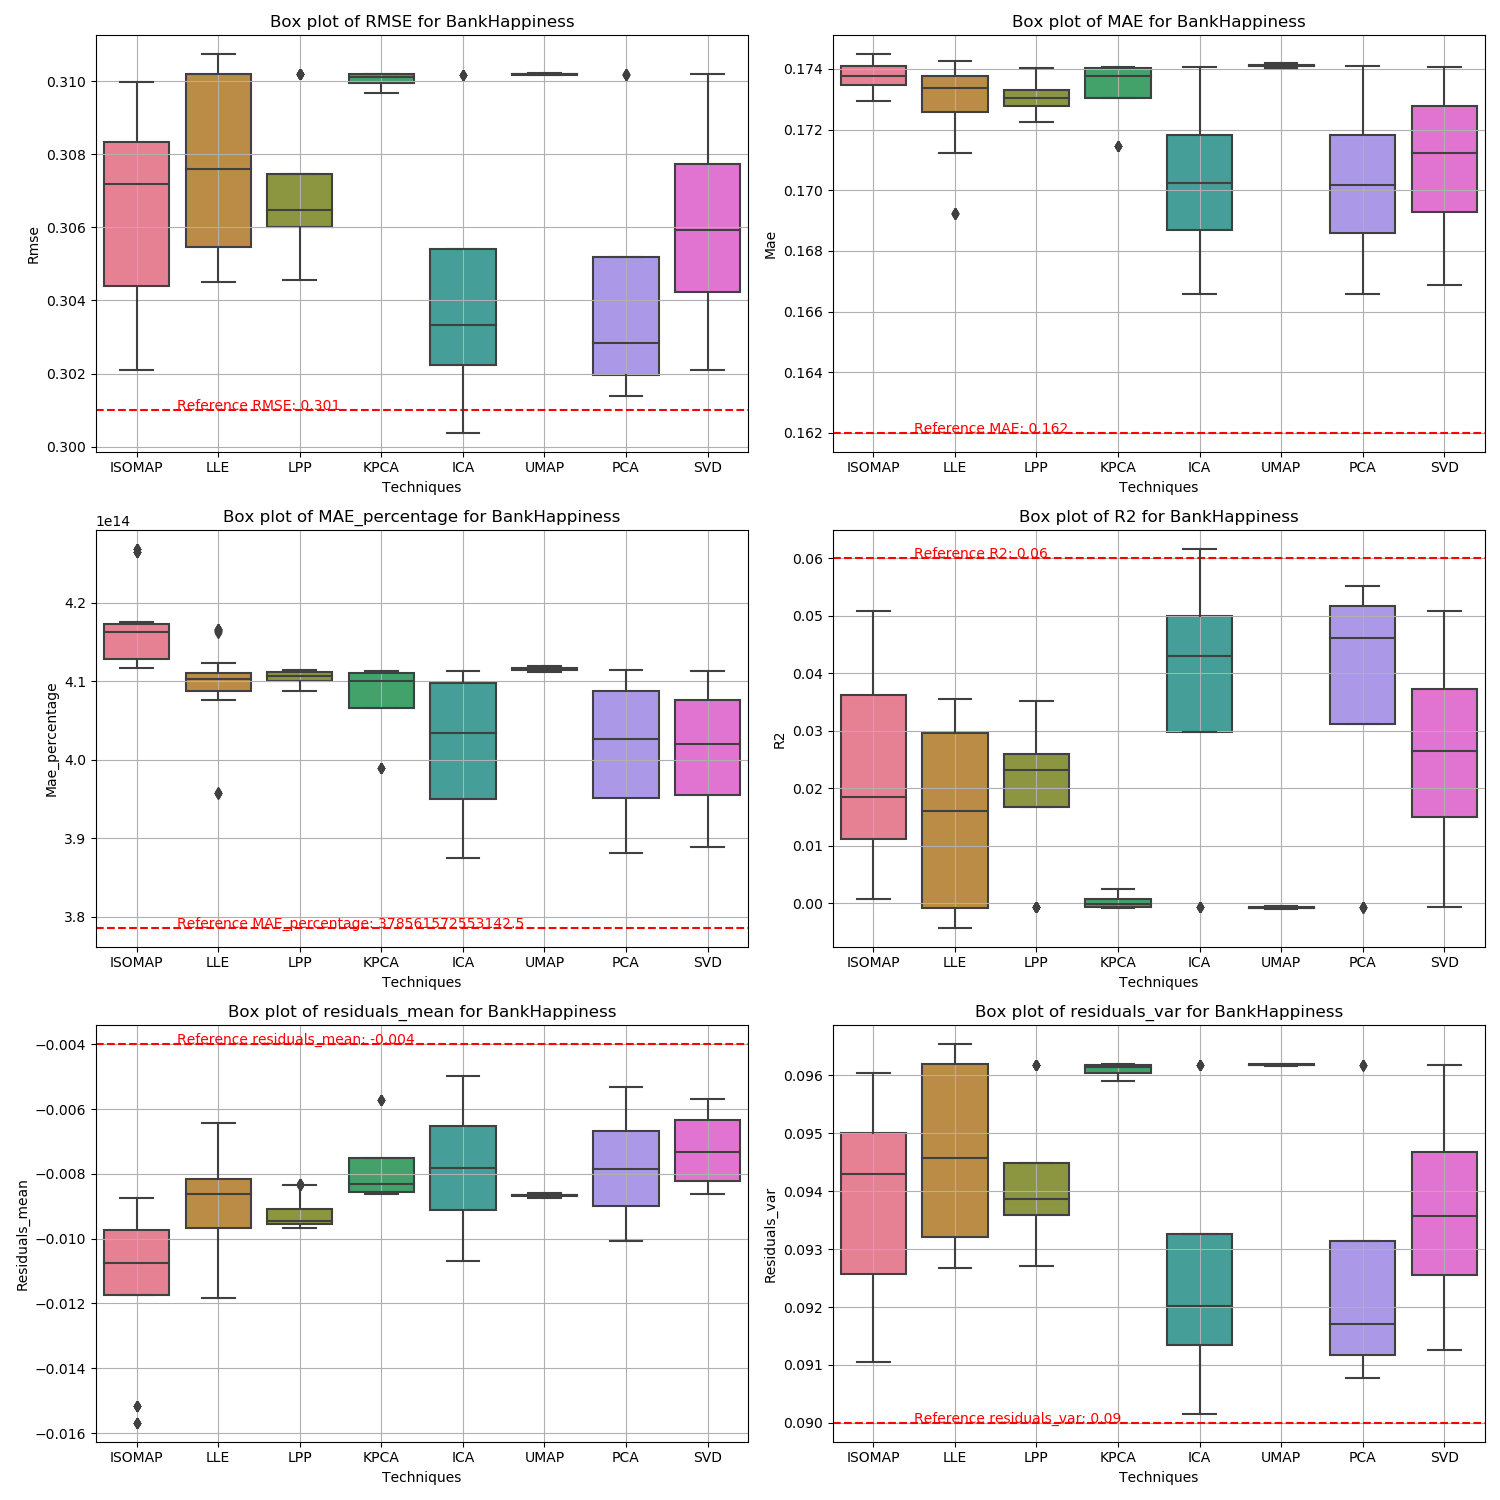 Box plot of RMSE for BankHappiness
0.310
0.308
0.306
0.304
0.302
0.300
Rmse
Reference RMSE: 0.301
ISOMAP LLE LPP KPCA ICA UMAP PCA SVD
Techniques
Box plot of MAE for BankHappiness
0.174
0.172
0.170
0.168
0.166
0.164
0.162
Mae
Reference MAE: 0.162
ISOMAP LLE LPP KPCA ICA UMAP PCA SVD
Techniques
Box plot of MAE_percentage for BankHappiness
1e14
4.2
4.1
4.0
3.9
3.8
Mae_percentage
Reference MAE_percentage: 378561572553142.5
ISOMAP LLE LPP KPCA ICA UMAP PCA SVD
Techniques
Box plot of R2 for BankHappiness
0.06
0.05
0.04
0.03
0.02
0.01
0.00
R2
Reference R2: 0.06
ISOMAP LLE LPP KPCA ICA UMAP PCA SVD
Techniques
Box plot of residuals_mean for BankHappiness
−0.004
−0.006
−0.008
−0.010
−0.012
−0.014
−0.016
Residuals_mean
Reference residuals_mean: -0.004
ISOMAP LLE LPP KPCA ICA UMAP PCA SVD
Techniques
Box plot of residuals_var for BankHappiness
0.096
0.095
0.094
0.093
0.092
0.091
0.090
Residuals_var
Reference residuals_var: 0.09
ISOMAP LLE LPP KPCA ICA UMAP PCA SVD
Techniques